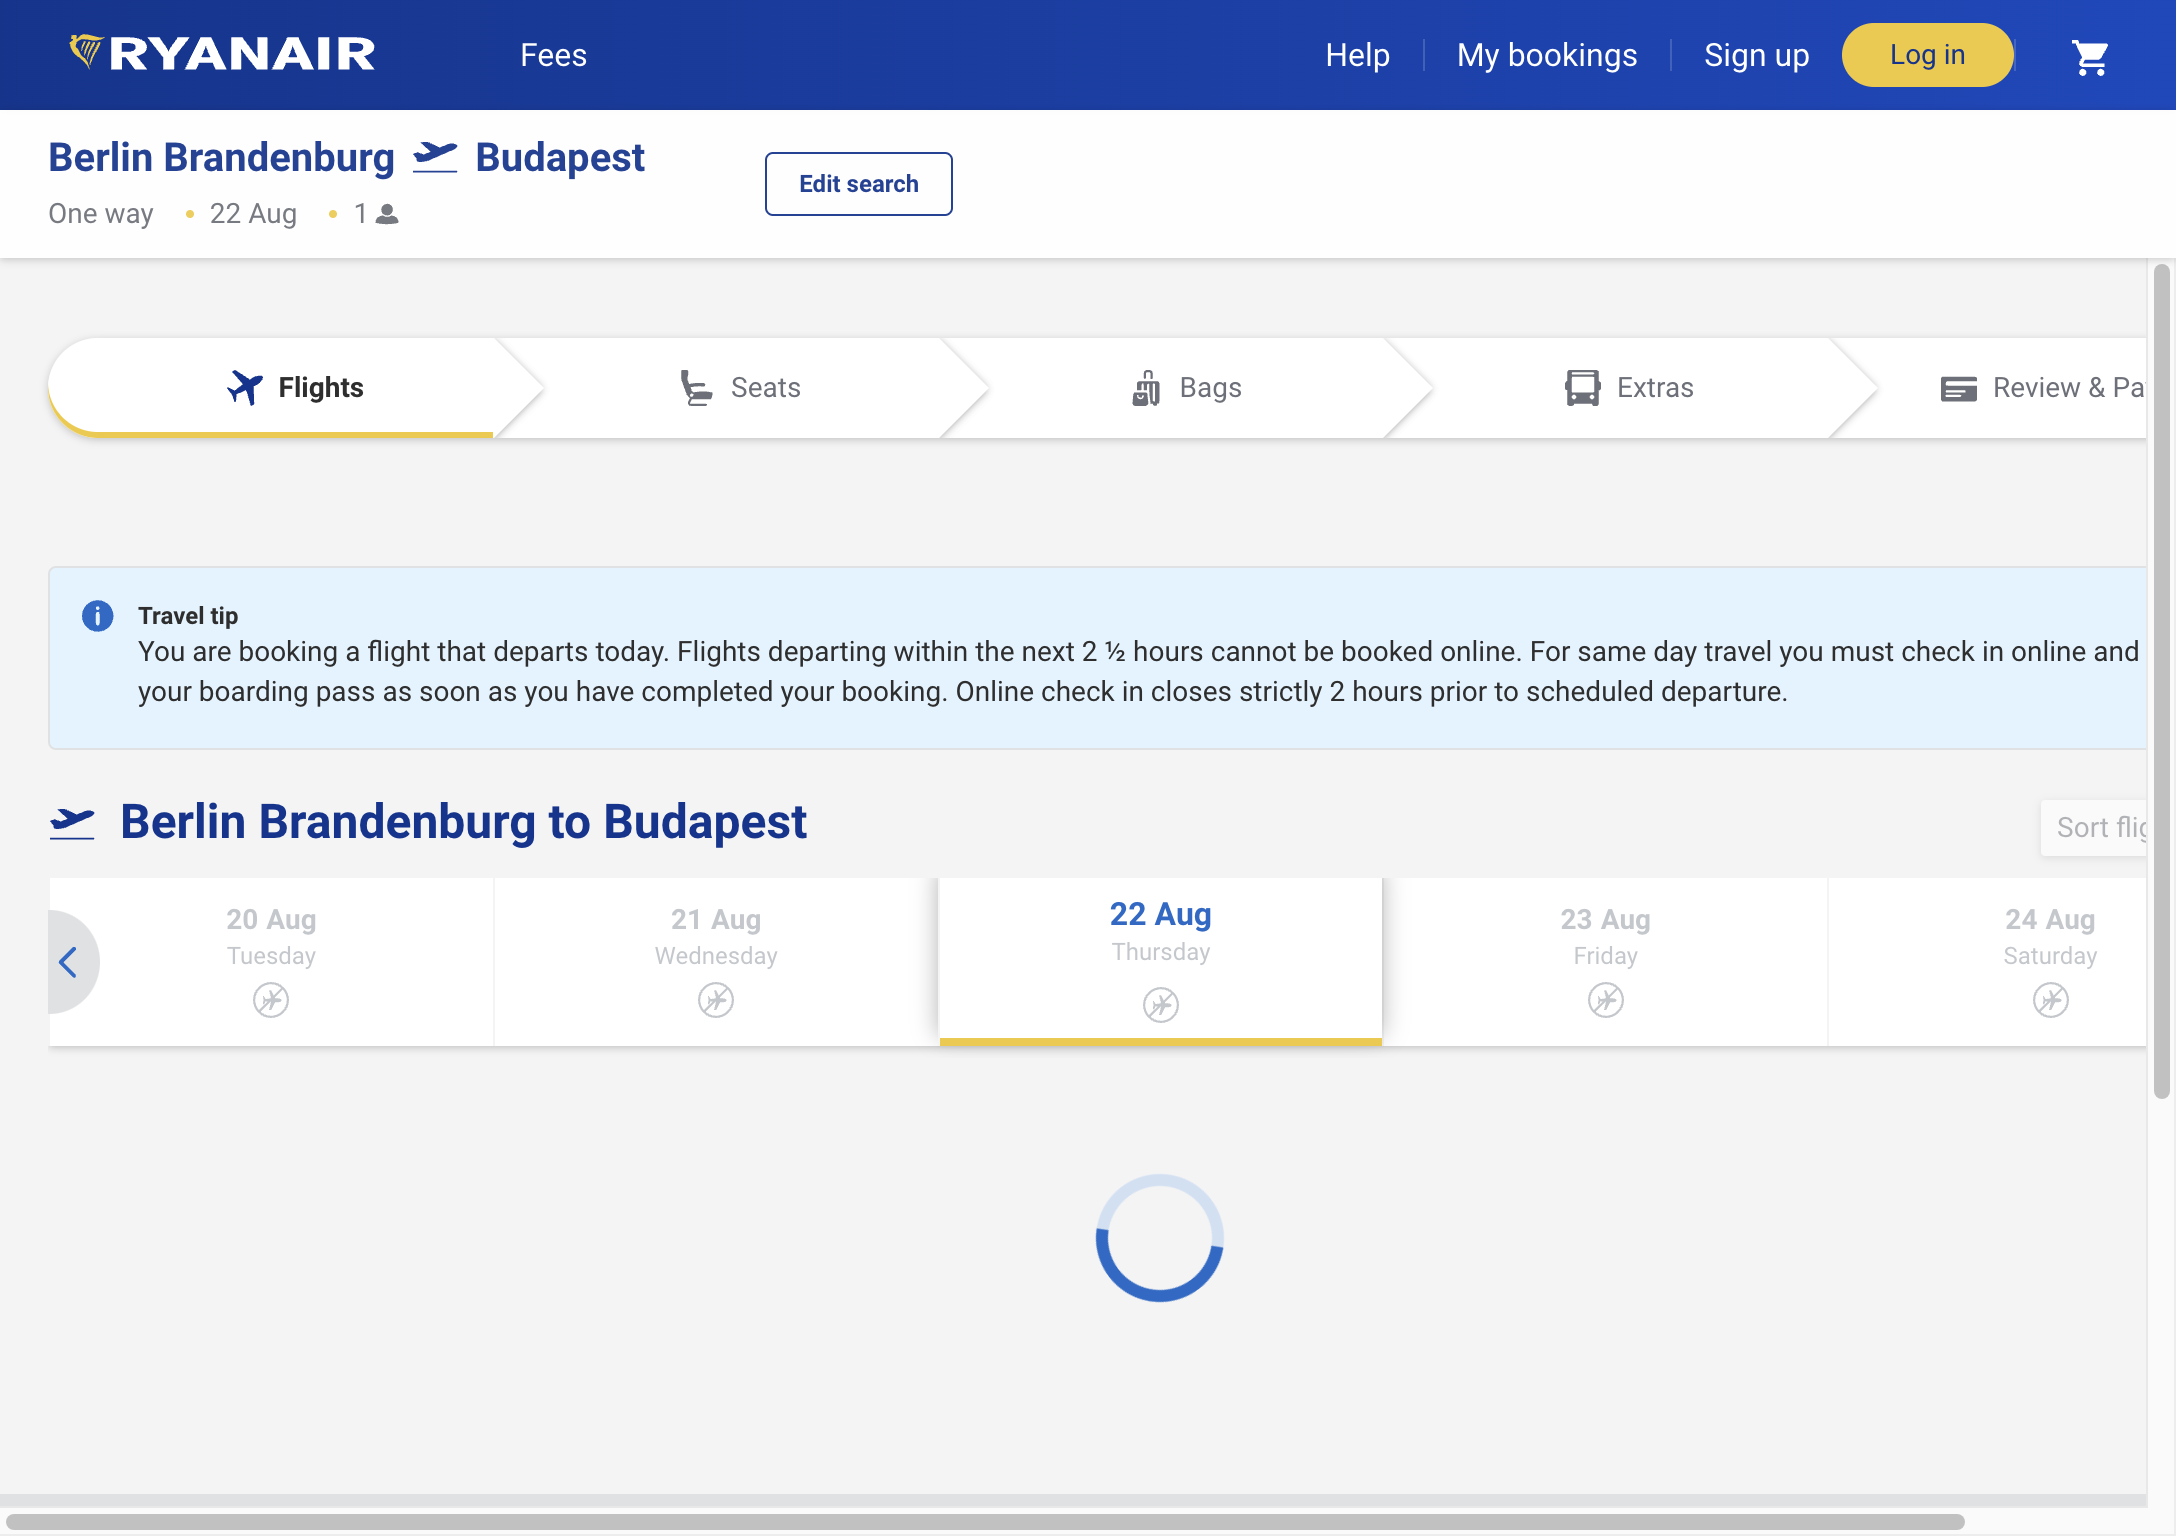 RYANAIR
Fees
Help
My bookings
Sign up
Log in
Berlin Brandenburg Budapest
One way • 22 Aug • 1
Edit search
Flights
Seats
Bags
Extras
Review & Pa
Travel tip
You are booking a flight that departs today. Flights departing within the next 2 ½ hours cannot be booked online. For same day travel you must check in online and
your boarding pass as soon as you have completed your booking. Online check in closes strictly 2 hours prior to scheduled departure.
Berlin Brandenburg to Budapest
Sort flig
20 Aug
Tuesday
21 Aug
Wednesday
22 Aug
Thursday
23 Aug
Friday
24 Aug
Saturday